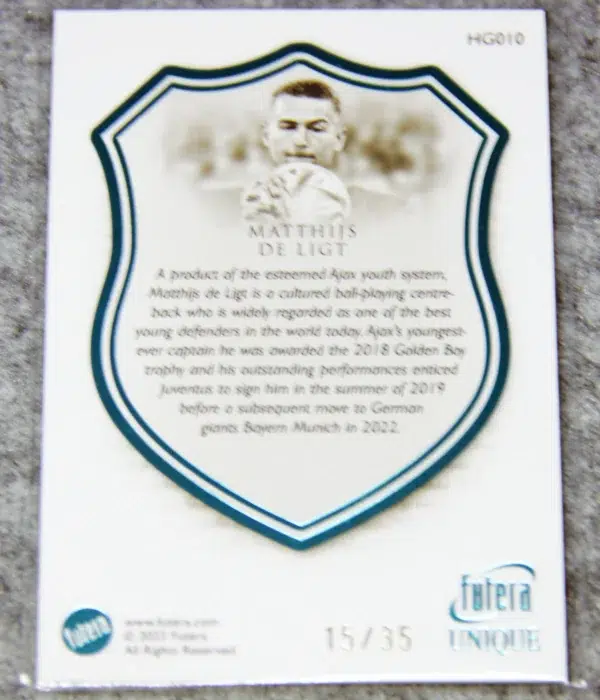 HG010
MATTHIJS
DE LIGT
A product of the esteemed Ajax youth system,
Matthijs de Ligt is a cultured ball-playing centre-
back who is widely regarded as one of the best
young defenders in the world today. Ajax's youngest-
ever captain he was awarded the 2018 Golden Boy
trophy and his outstanding performances enticed
Juventus to sign him in the summer of 2019
before a subsequent move to German
giants Bayern Munich in 2022.
futera
www.futera.com
© 2022 Futera
All Rights Reserved
15/35
futera
UNIQUE